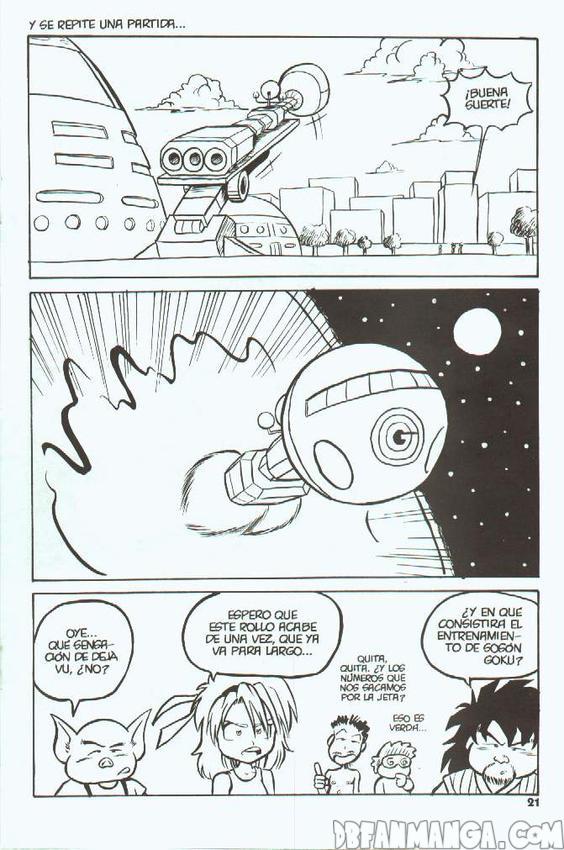 Y SE REPITE UNA PARTIDA...
¡BUENA
SUERTE!
OYE...
QUÉ SENSA-
CIÓN DE DEJA
VU, ¿NO?
ESPERO QUE
ESTE ROLLO ACABE
DE UNA VEZ, QUE YA
VA PARA LARGO...
QUITA,
QUITA. ¿Y LOS
NÚMEROS QUE
NOS SACAMOS
POR LA JETA?
ESO ES
VERDA...
¿Y EN QUE
CONSISTIRA EL
ENTRENAMIEN-
TO DE SOSÓN
GOKU?
21
DBFANMANGA.COM